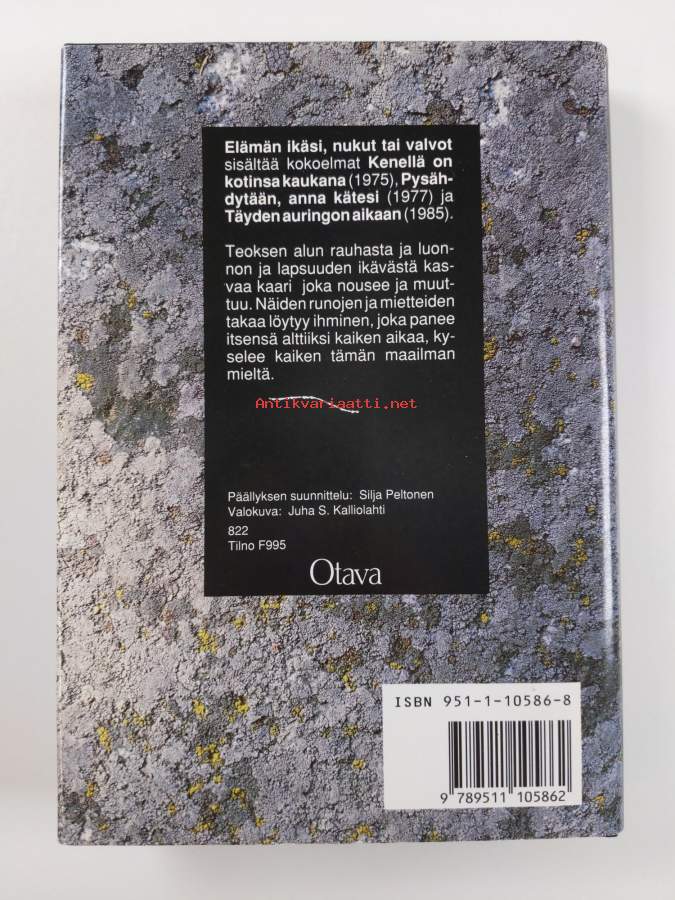 Elämän ikäsi, nukut tai valvot
sisältää kokoelmat Kenellä on
kotinsa kaukana (1975), Pysäh-
dytään, anna kätesi (1977) ja
Täyden auringon aikaan (1985).
Teoksen alun rauhasta ja luon-
non ja lapsuuden ikävästä kas-
vaa kaari joka nousee ja muut-
tuu. Näiden runojen ja mietteiden
takaa löytyy ihminen, joka panee
itsensä alttiiksi kaiken aikaa, ky-
selee kaiken tämän maailman
mieltä.
Antikvariaatti.net
Päällyksen suunnittelu: Silja Peltonen
Valokuva: Juha S. Kalliolahti
822
Tilno F995
Otava
ISBN 951-1-10586-8
9 789511 105862